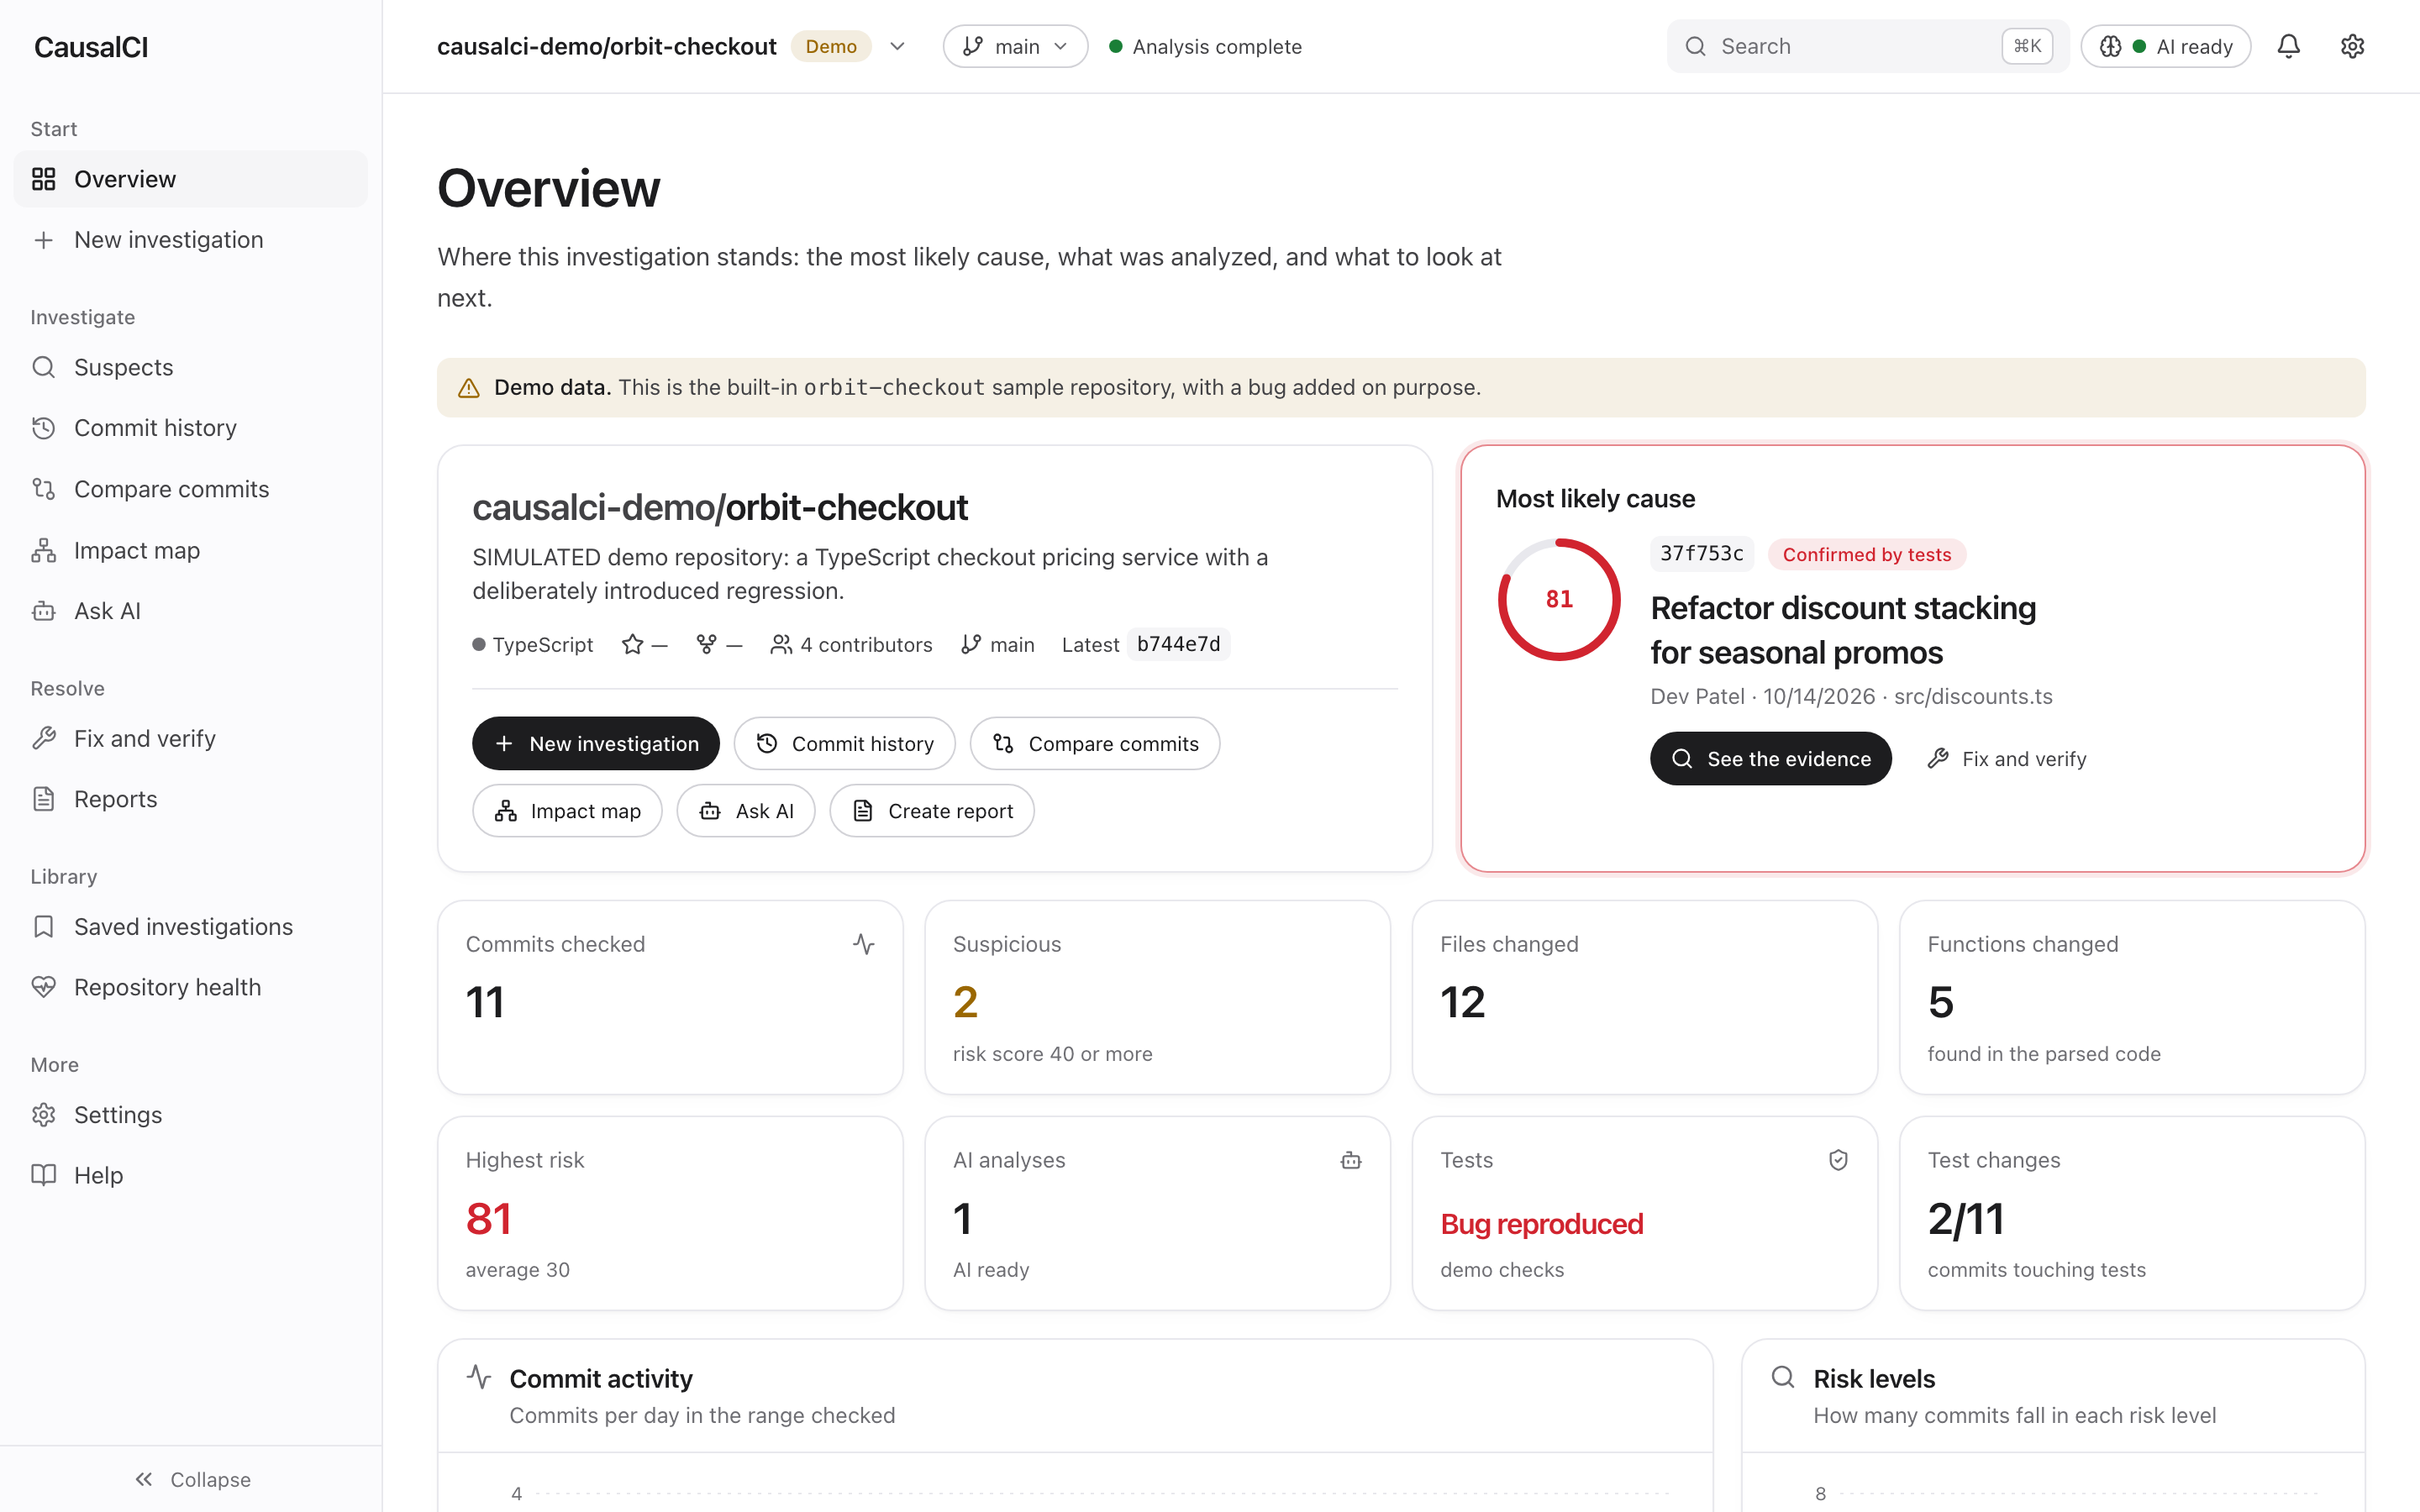 CausalCI
Start
Overview
New investigation
Investigate
Suspects
Commit history
Compare commits
Impact map
Ask AI
Resolve
Fix and verify
Reports
Library
Saved investigations
Repository health
More
Settings
Help
Collapse
causalci-demo/orbit-checkout Demo main Analysis complete Search ⌘K AI ready
Overview
Where this investigation stands: the most likely cause, what was analyzed, and what to look at
next.
Demo data. This is the built-in orbit-checkout sample repository, with a bug added on purpose.
causalci-demo/orbit-checkout
SIMULATED demo repository: a TypeScript checkout pricing service with a
deliberately introduced regression.
TypeScript — — 4 contributors main Latest b744e7d
New investigation Commit history Compare commits
Impact map Ask AI Create report
Most likely cause
81
37f753c Confirmed by tests
Refactor discount stacking
for seasonal promos
Dev Patel · 10/14/2026 · src/discounts.ts
See the evidence Fix and verify
Commits checked
11
Suspicious
2
risk score 40 or more
Files changed
12
Functions changed
5
found in the parsed code
Highest risk
81
average 30
AI analyses
1
AI ready
Tests
Bug reproduced
demo checks
Test changes
2/11
commits touching tests
Commit activity
Commits per day in the range checked
4
Risk levels
How many commits fall in each risk level
8